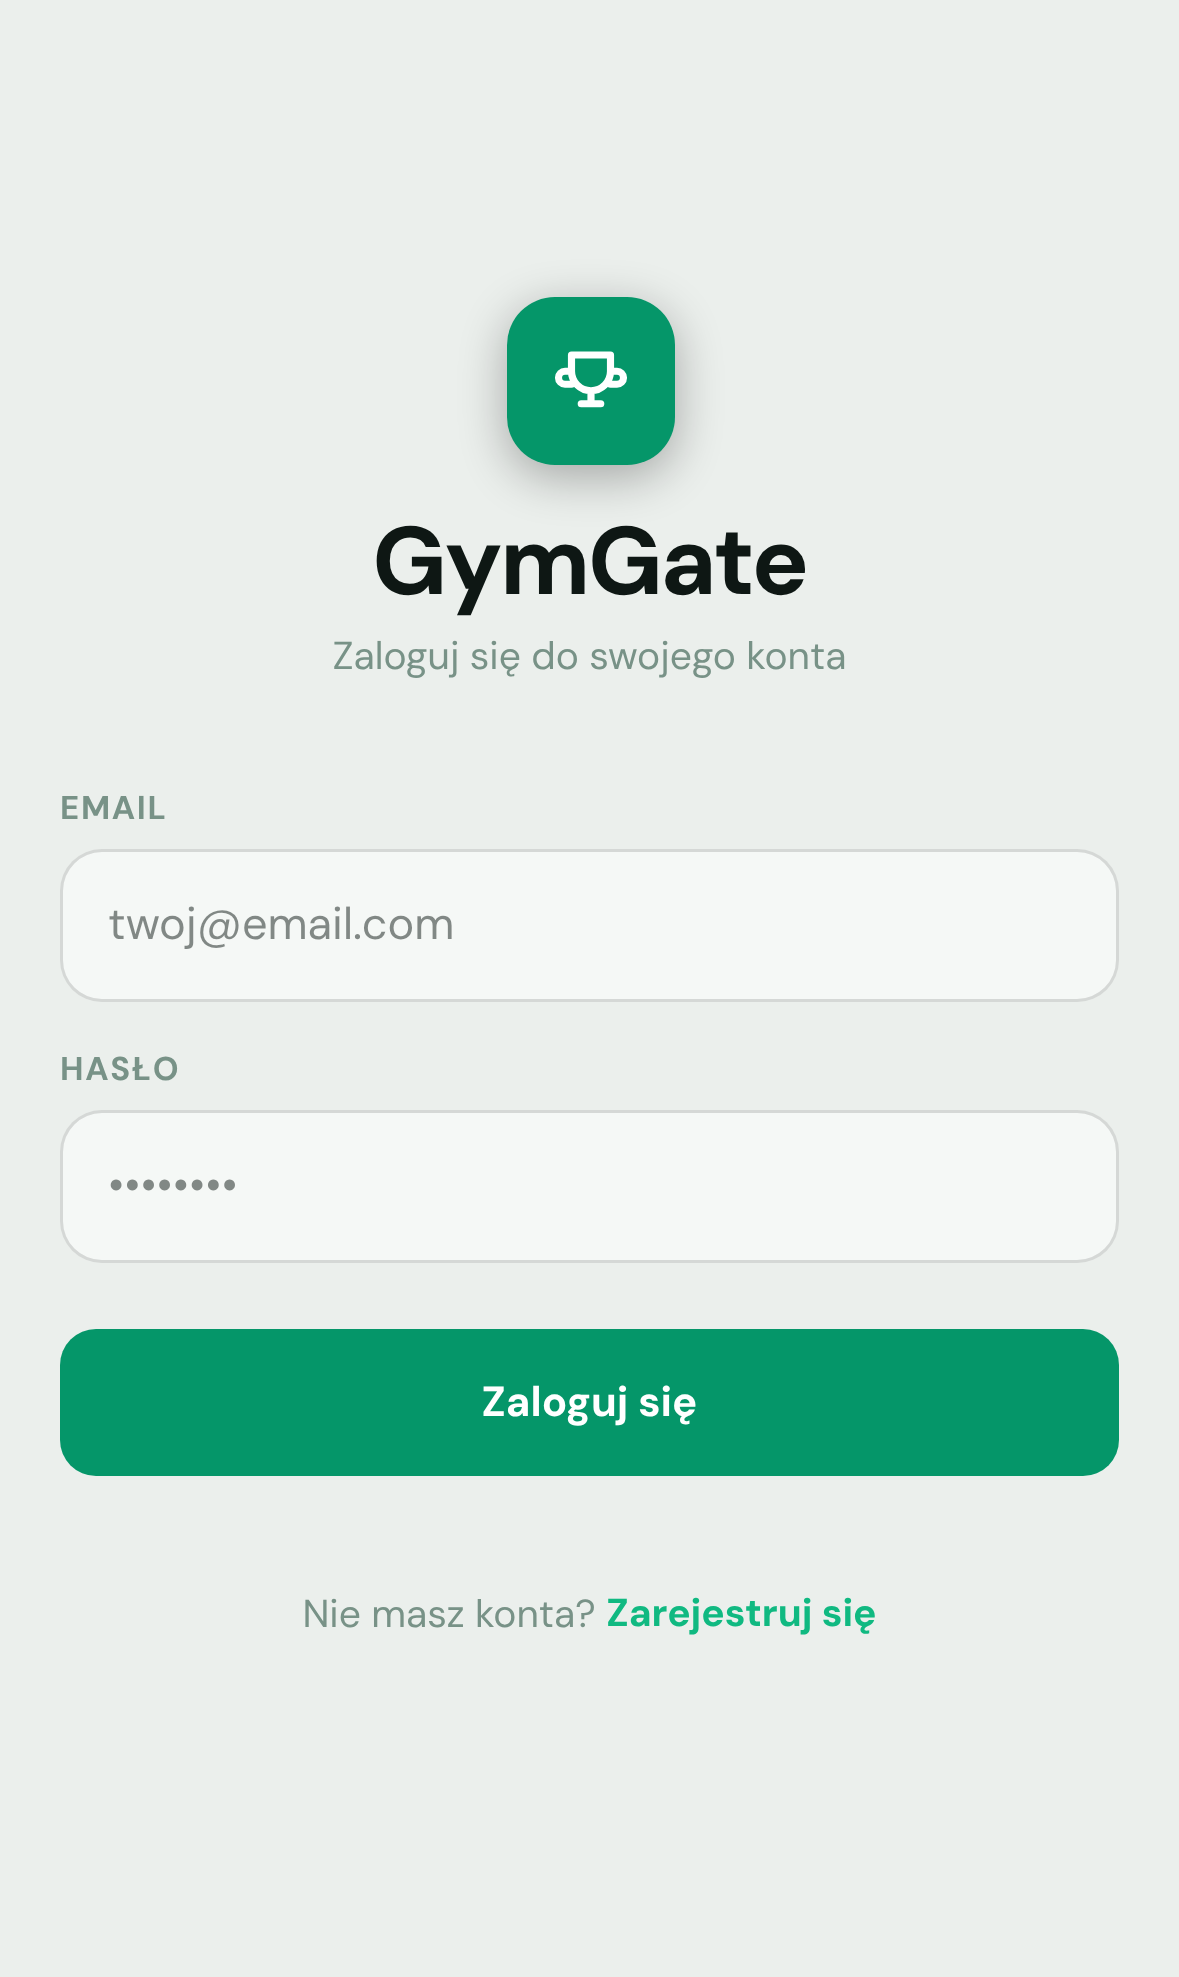 GymGate
Zaloguj się do swojego konta
EMAIL
twoj@email.com
HASŁO
••••••••
Zaloguj się
Nie masz konta? Zarejestruj się